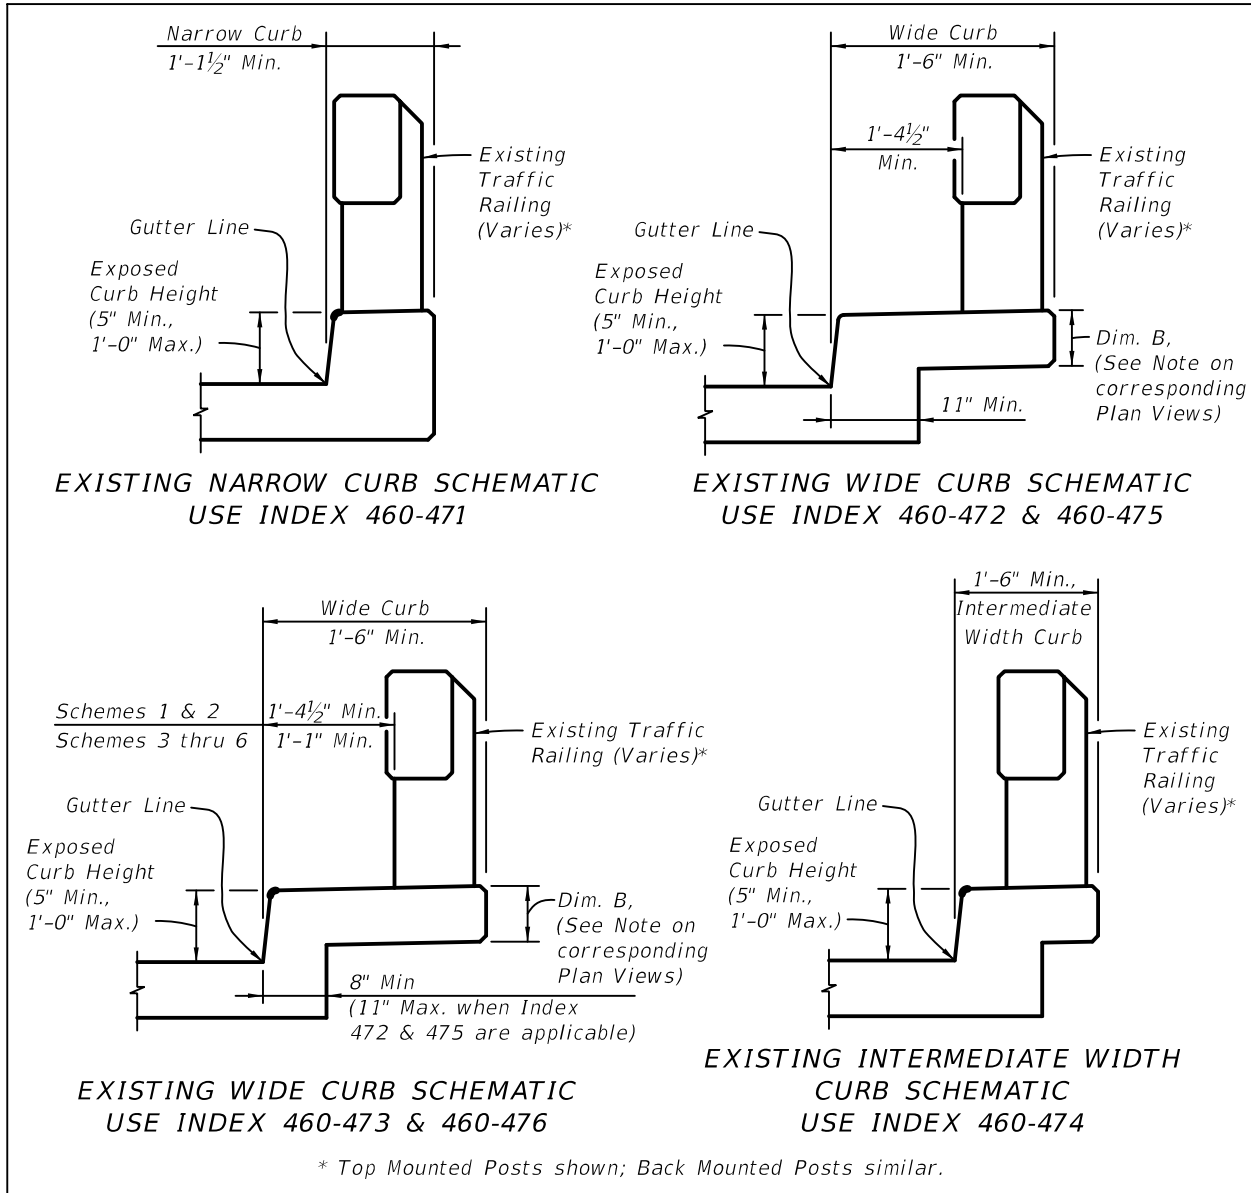 Narrow Curb
1'-1½" Min.
Existing
Traffic
Railing
(Varies)*
Gutter Line
Exposed
Curb Height
(5" Min.,
1'-0" Max.)
EXISTING NARROW CURB SCHEMATIC
USE INDEX 460-471
Wide Curb
1'-6" Min.
1'-4½"
Min.
Existing
Traffic
Railing
(Varies)*
Gutter Line
Exposed
Curb Height
(5" Min.,
1'-0" Max.)
Dim. B,
(See Note on
corresponding
Plan Views)
11" Min.
EXISTING WIDE CURB SCHEMATIC
USE INDEX 460-472 & 460-475
Wide Curb
1'-6" Min.
Schemes 1 & 2 1'-4½" Min.
Schemes 3 thru 6 1'-1" Min.
Existing Traffic
Railing (Varies)*
Gutter Line
Exposed
Curb Height
(5" Min.,
1'-0" Max.)
Dim. B,
(See Note on
corresponding
Plan Views)
8" Min
(11" Max. when Index
472 & 475 are applicable)
EXISTING WIDE CURB SCHEMATIC
USE INDEX 460-473 & 460-476
1'-6" Min.,
Intermediate
Width Curb
Existing
Traffic
Railing
(Varies)*
Gutter Line
Exposed
Curb Height
(5" Min.,
1'-0" Max.)
EXISTING INTERMEDIATE WIDTH
CURB SCHEMATIC
USE INDEX 460-474
* Top Mounted Posts shown; Back Mounted Posts similar.